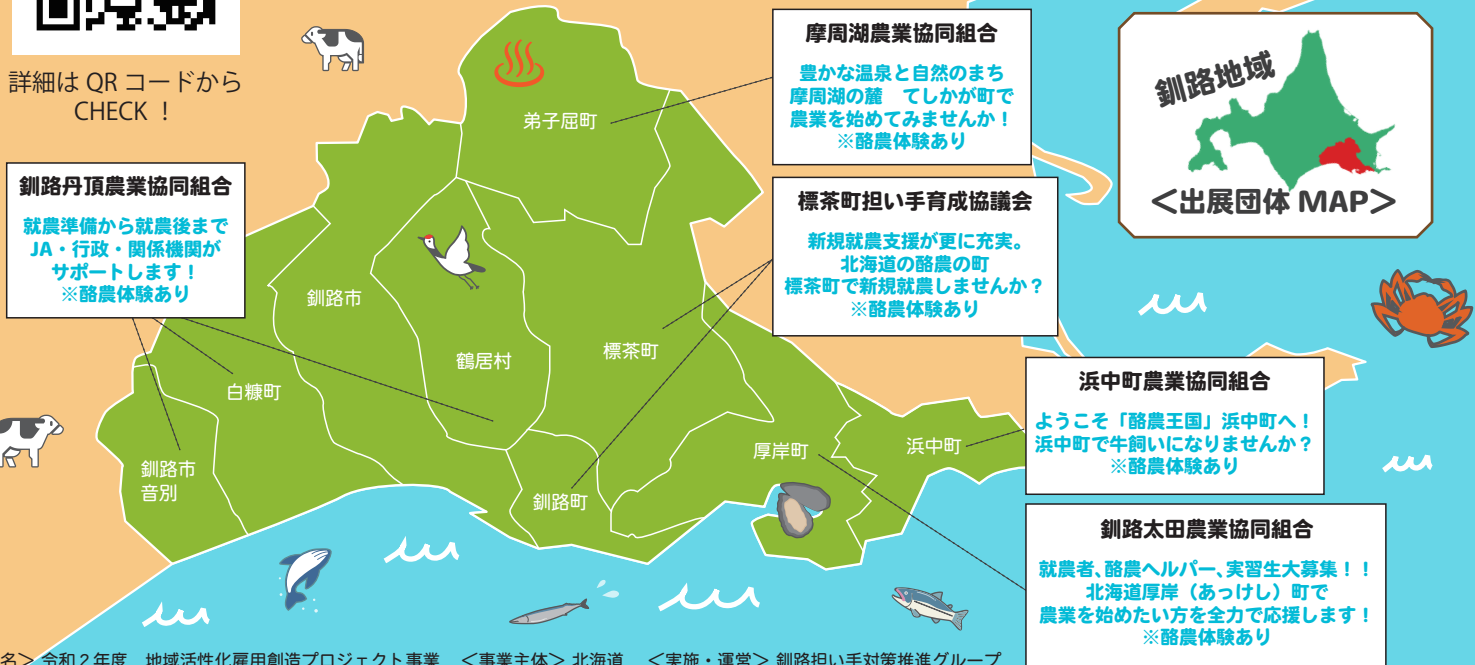 詳細は QR コードから
CHECK ！
釧路丹頂農業協同組合
就農準備から就農後まで
JA・行政・関係機関が
サポートします！
※酪農体験あり
摩周湖農業協同組合
豊かな温泉と自然のまち
摩周湖の麓　てしかが町で
農業を始めてみませんか！
※酪農体験あり
標茶町担い手育成協議会
新規就農支援が更に充実。
北海道の酪農の町
標茶町で新規就農しませんか？
※酪農体験あり
釧路地域
＜出展団体 MAP＞
浜中町農業協同組合
ようこそ「酪農王国」浜中町へ！
浜中町で牛飼いになりませんか？
※酪農体験あり
釧路太田農業協同組合
就農者、酪農ヘルパー、実習生大募集！！
北海道厚岸（あっけし）町で
農業を始めたい方を全力で応援します！
※酪農体験あり
弟子屈町
釧路市
鶴居村
標茶町
白糠町
釧路市
音別
釧路町
厚岸町
浜中町
名＞ 令和２年度　地域活性化雇用創造プロジェクト事業　＜事業主体＞ 北海道　＜実施・運営＞ 釧路担い手対策推進グループ